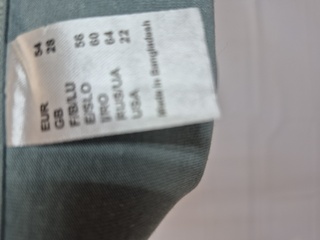 EUR 54
GB 28
F/B/LU 56
E/SLO 60
I/RO 64
RUS/UA
USA 22
Made in Bangladesh